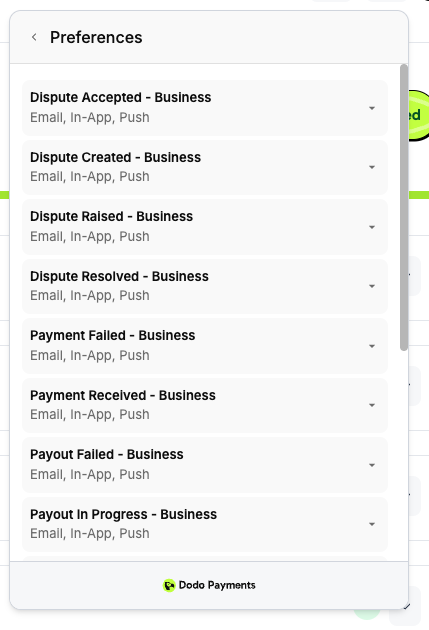 Preferences
Dispute Accepted - Business
Email, In-App, Push
Dispute Created - Business
Email, In-App, Push
Dispute Raised - Business
Email, In-App, Push
Dispute Resolved - Business
Email, In-App, Push
Payment Failed - Business
Email, In-App, Push
Payment Received - Business
Email, In-App, Push
Payout Failed - Business
Email, In-App, Push
Payout In Progress - Business
Email, In-App, Push
Dodo Payments